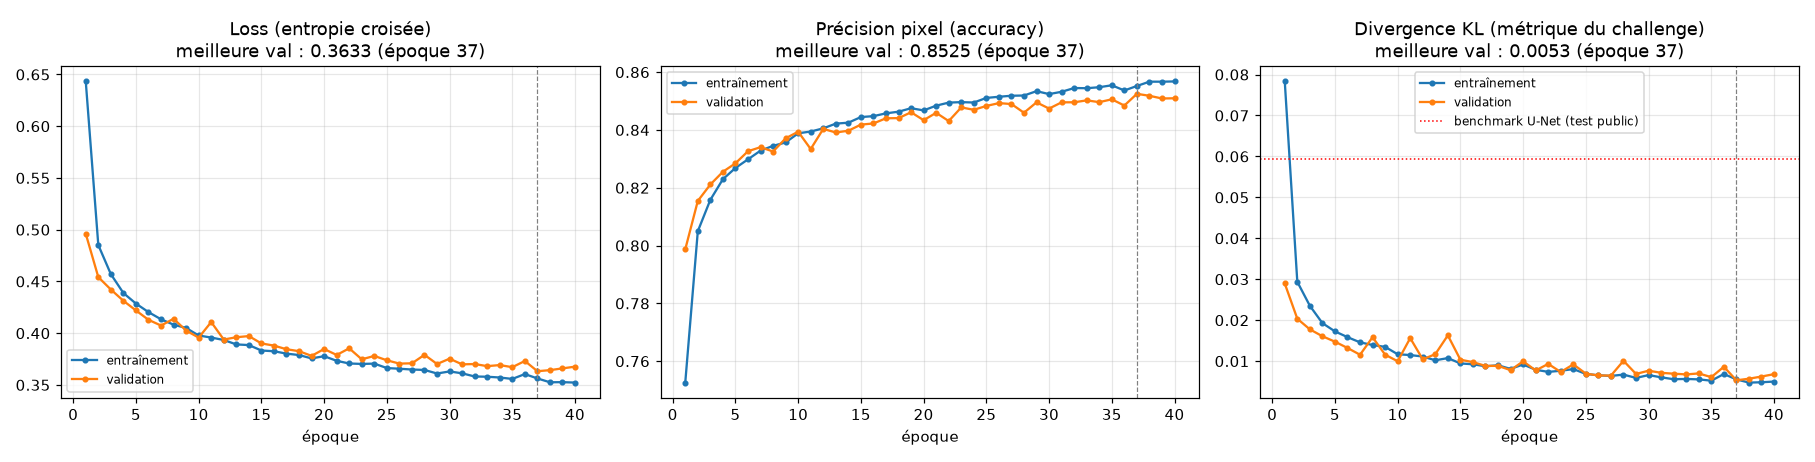 Loss (entropie croisée)
meilleure val : 0.3633 (époque 37)
0.65
0.60
0.55
0.50
0.45
0.40
0.35
entraînement
validation
0 5 10 15 20 25 30 35 40
époque
Précision pixel (accuracy)
meilleure val : 0.8525 (époque 37)
0.86
0.84
0.82
0.80
0.78
0.76
entraînement
validation
0 5 10 15 20 25 30 35 40
époque
Divergence KL (métrique du challenge)
meilleure val : 0.0053 (époque 37)
0.08
0.07
0.06
0.05
0.04
0.03
0.02
0.01
entraînement
validation
benchmark U-Net (test public)
0 5 10 15 20 25 30 35 40
époque